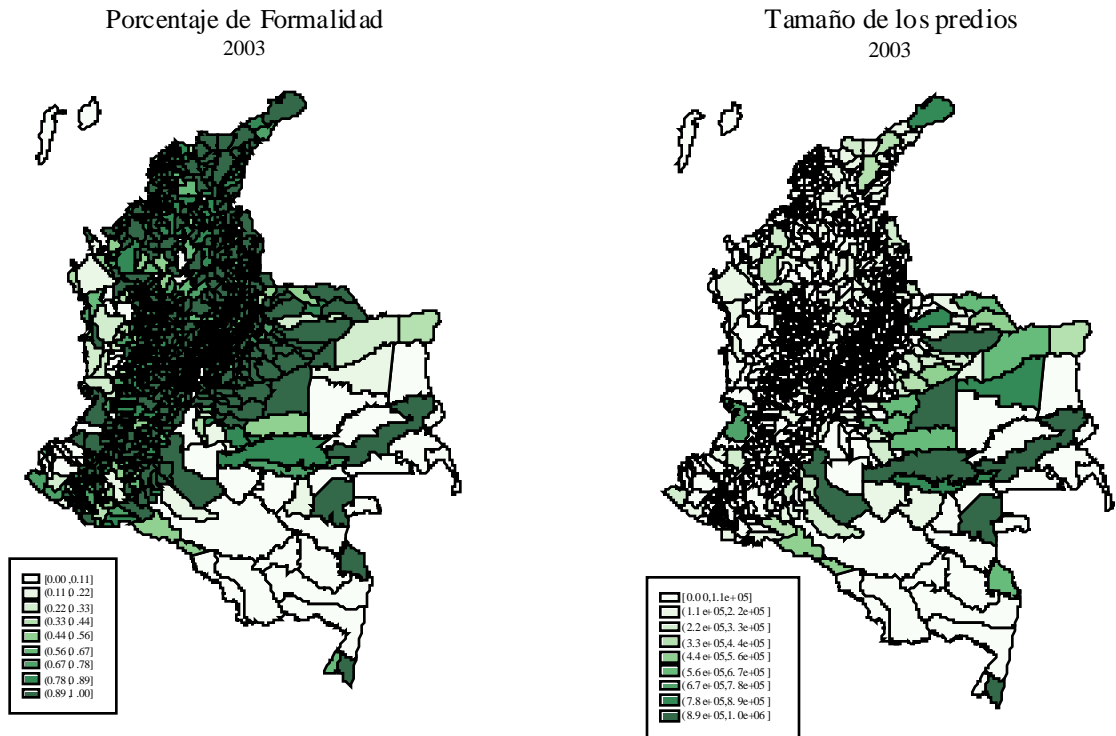 Porcentaje de Formalidad
2003
[0.00 ,0.11]
(0.11 ,0.22]
(0.22 ,0.33]
(0.33 ,0.44]
(0.44 ,0.56]
(0.56 ,0.67]
(0.67 ,0.78]
(0.78 ,0.89]
(0.89 ,1.00]
Tamaño de los predios
2003
[0.00,1.1e+05]
(1.1e+05,2.2e+05]
(2.2e+05,3.3e+05]
(3.3e+05,4.4e+05]
(4.4e+05,5.6e+05]
(5.6e+05,6.7e+05]
(6.7e+05,7.8e+05]
(7.8e+05,8.9e+05]
(8.9e+05,1.0e+06]